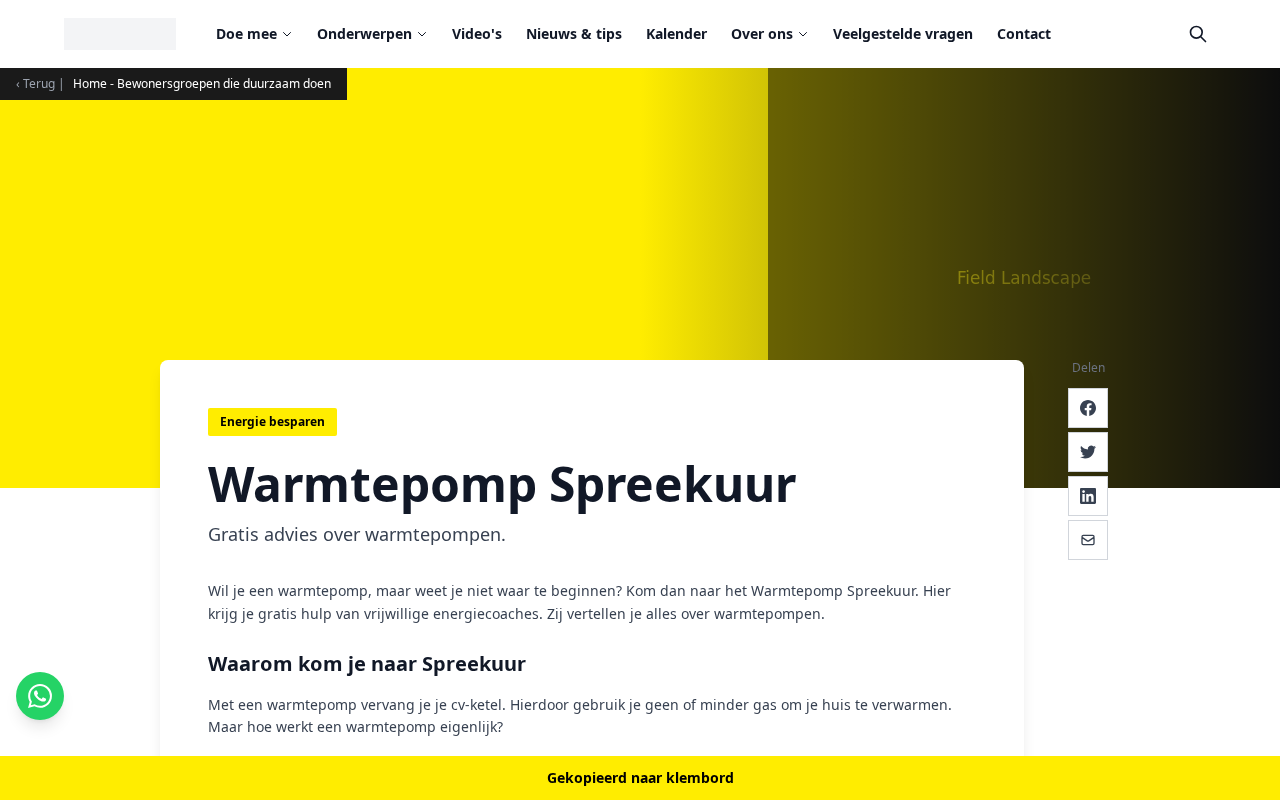 Doe mee Onderwerpen Video's Nieuws & tips Kalender Over ons Veelgestelde vragen Contact
‹ Terug | Home - Bewonersgroepen die duurzaam doen
Field Landscape
Delen
Energie besparen
Warmtepomp Spreekuur
Gratis advies over warmtepompen.
Wil je een warmtepomp, maar weet je niet waar te beginnen? Kom dan naar het Warmtepomp Spreekuur. Hier
krijg je gratis hulp van vrijwillige energiecoaches. Zij vertellen je alles over warmtepompen.
Waarom kom je naar Spreekuur
Met een warmtepomp vervang je je cv-ketel. Hierdoor gebruik je geen of minder gas om je huis te verwarmen.
Maar hoe werkt een warmtepomp eigenlijk?
Gekopieerd naar klembord